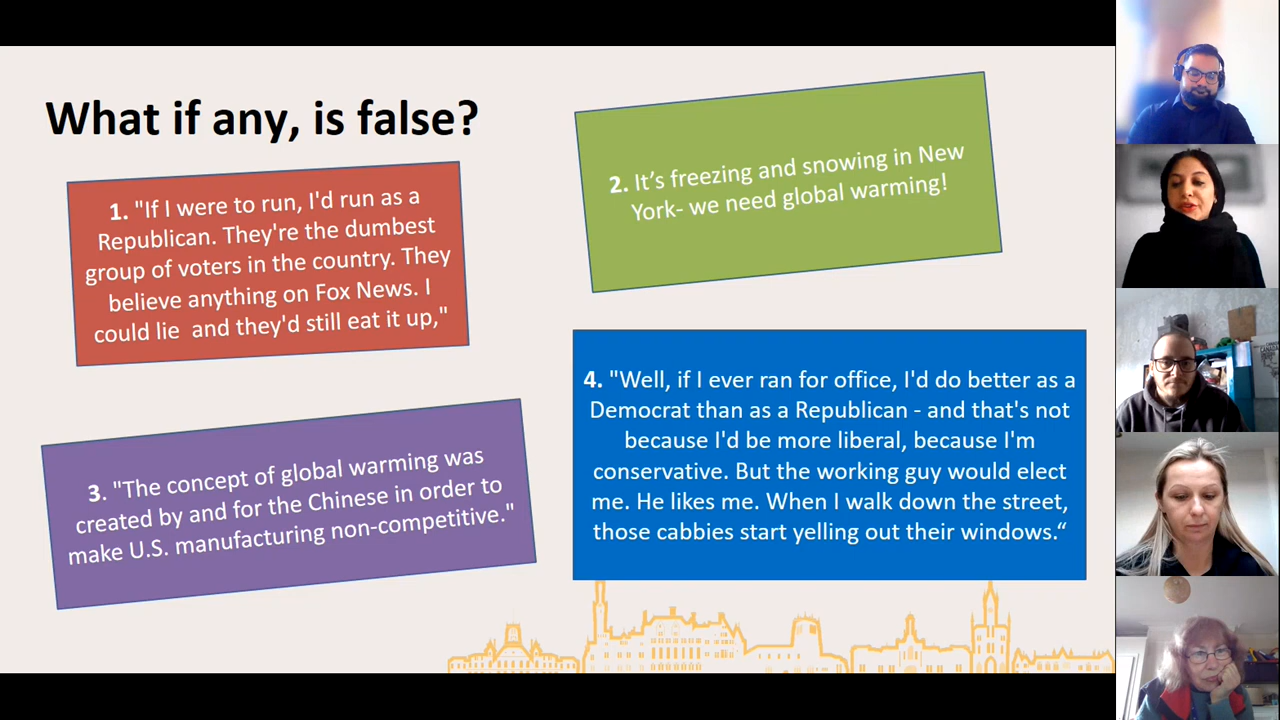 What if any, is false?
1. "If I were to run, I'd run as a
Republican. They're the dumbest
group of voters in the country. They
believe anything on Fox News. I
could lie  and they'd still eat it up,"
2. It’s freezing and snowing in New
York- we need global warming!
3. "The concept of global warming was
created by and for the Chinese in order to
make U.S. manufacturing non-competitive."
4. "Well, if I ever ran for office, I'd do better as a
Democrat than as a Republican - and that's not
because I'd be more liberal, because I'm
conservative. But the working guy would elect
me. He likes me. When I walk down the street,
those cabbies start yelling out their windows.“